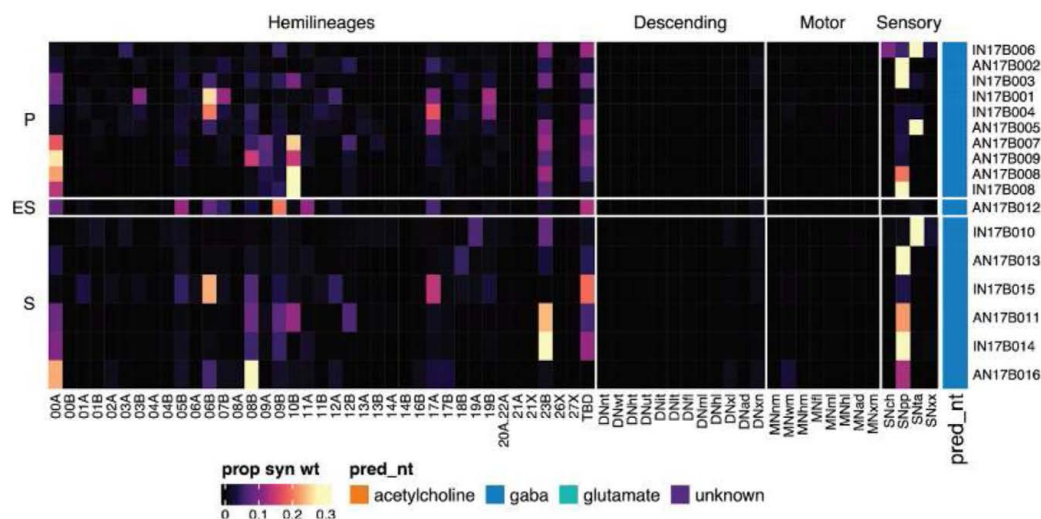 Hemilineages Descending Motor Sensory
P
ES
S
IN17B006
AN17B002
IN17B003
IN17B001
IN17B004
AN17B005
AN17B007
AN17B009
AN17B008
IN17B008
AN17B012
IN17B010
AN17B013
IN17B015
AN17B011
IN17B014
AN17B016
00A 00B 01A 01B 02A 03A 03B 04A 04B 05B 06A 06B 07B 08A 08B 09A 09B 10B 11A 11B 12A 12B 13A 13B 14A 14B 16B 17A 17B 18B 19A 19B 20A.22A 21A 21X 23B 26X 27X TBD DNnt DNwt DNht DNut DNit DNlt DNfl DNml DNhl DNxl DNad DNxn MNnm MNwm MNhm MNfl MNml MNhl MNad MNxm SNch SNpp SNta SNxx pred_nt
prop syn wt pred_nt
acetylcholine gaba glutamate unknown
0 0.1 0.2 0.3